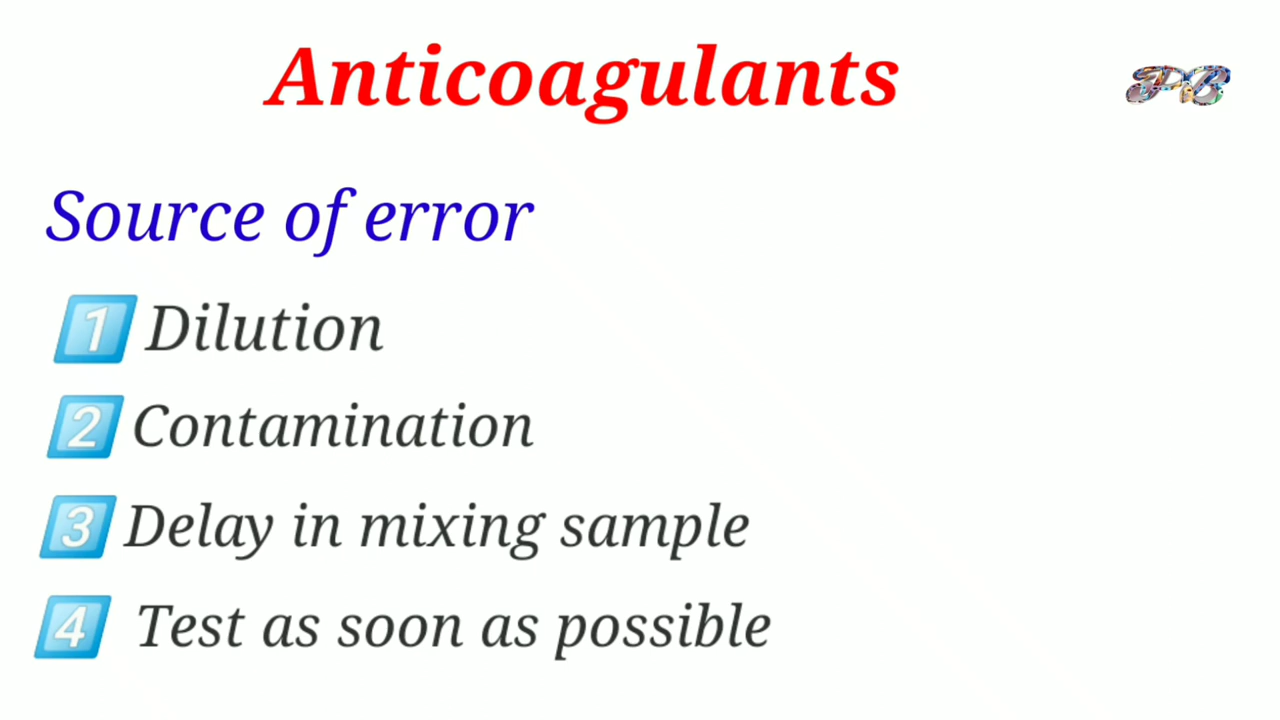 Anticoagulants
PB
Source of error
1 Dilution
2 Contamination
3 Delay in mixing sample
4 Test as soon as possible